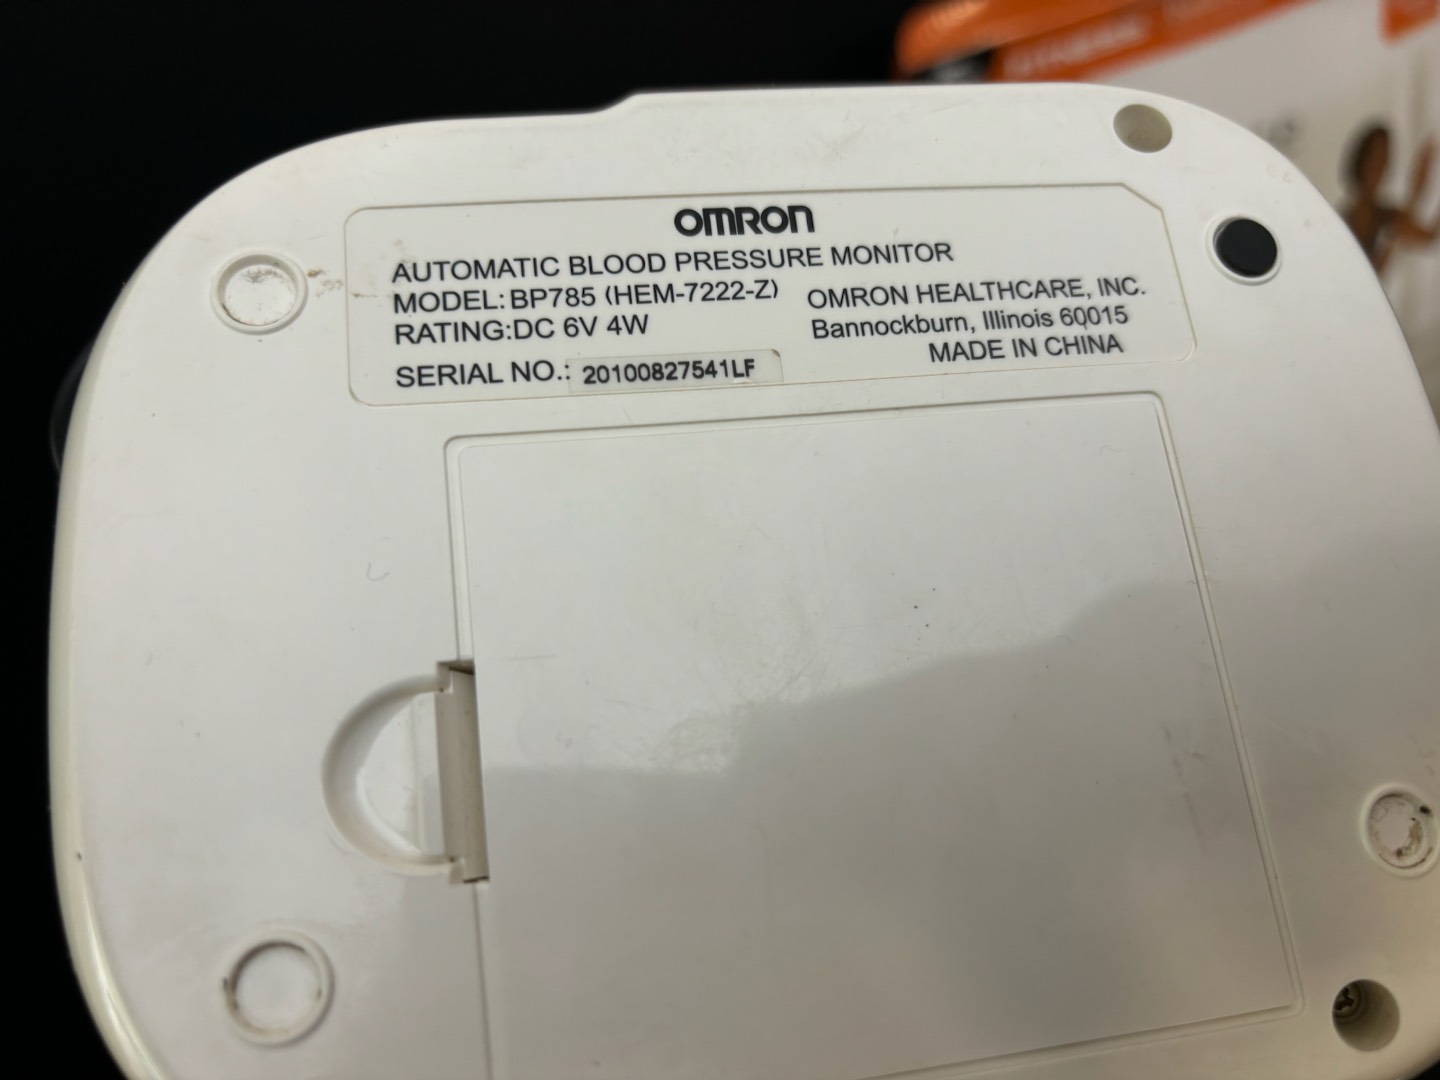 OMRON
AUTOMATIC BLOOD PRESSURE MONITOR
MODEL: BP785 (HEM-7222-Z)
RATING:DC 6V 4W
SERIAL NO.: 20100827541LF
OMRON HEALTHCARE, INC.
Bannockburn, Illinois 60015
MADE IN CHINA